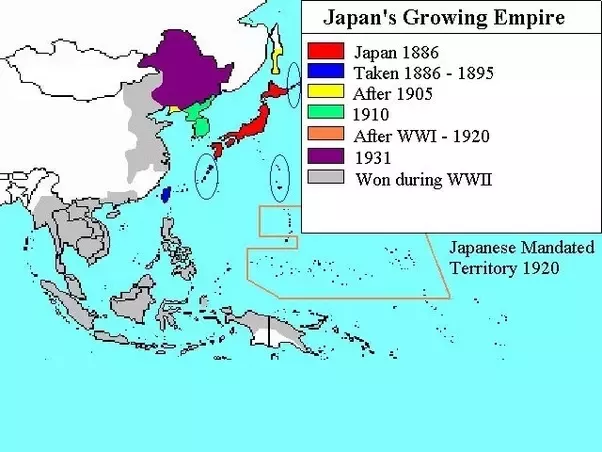 Japan's Growing Empire
Japan 1886
Taken 1886 - 1895
After 1905
1910
After WWI - 1920
1931
Won during WWII
Japanese Mandated
Territory 1920